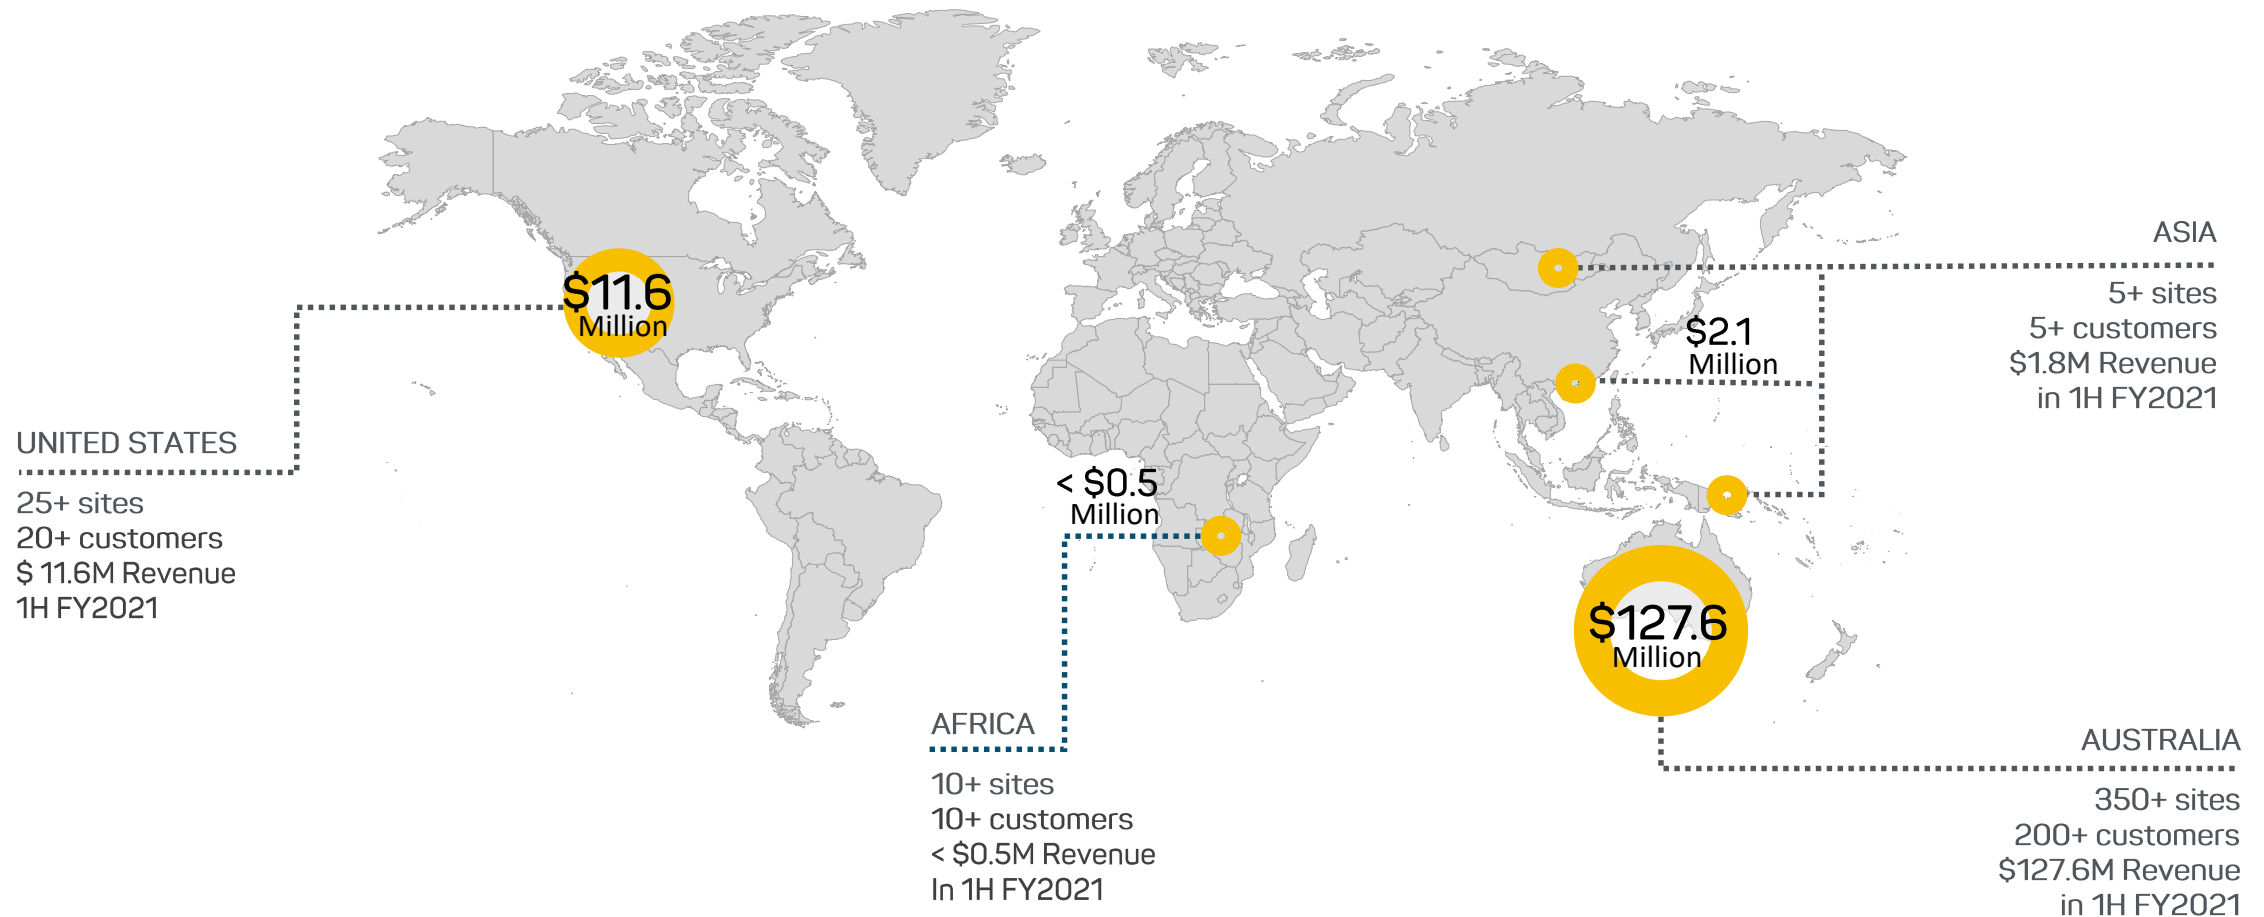 $11.6
Million
UNITED STATES
25+ sites
20+ customers
$ 11.6M Revenue
1H FY2021
< $0.5
Million
AFRICA
10+ sites
10+ customers
< $0.5M Revenue
In 1H FY2021
$2.1
Million
ASIA
5+ sites
5+ customers
$1.8M Revenue
in 1H FY2021
$127.6
Million
AUSTRALIA
350+ sites
200+ customers
$127.6M Revenue
in 1H FY2021